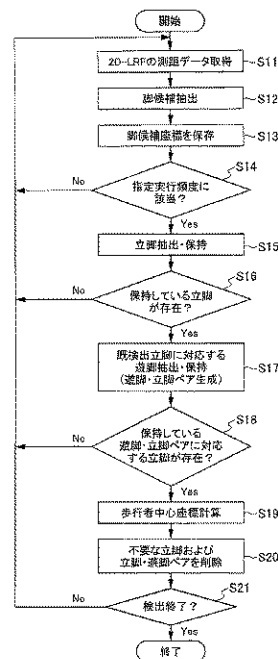 開始
2D-LRFの測距データ取得
S11
脚候補抽出
S12
脚候補座標を保存
S13
S14
No
指定実行頻度に
該当?
Yes
立脚抽出・保持
S15
S16
No
保持している立脚
が存在?
Yes
既検出立脚に対応する
遊脚抽出・保持
(遊脚・立脚ペア生成)
S17
S18
No
保持している
遊脚・立脚ペアに対応
する立脚が存在?
Yes
歩行者中心座標計算
S19
不要な立脚および
立脚・遊脚ペアを削除
S20
S21
No
検出終了?
Yes
終了